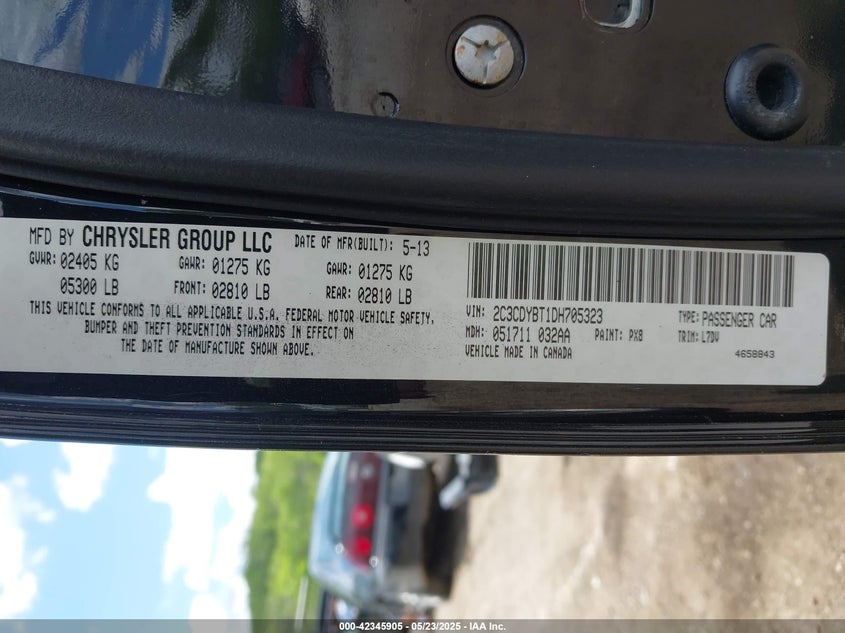 MFD BY CHRYSLER GROUP LLC DATE OF MFR(BUILT): 5-13
GVWR: 02405 KG GAWR: 01275 KG GAWR: 01275 KG
05300 LB FRONT: 02810 LB REAR: 02810 LB
THIS VEHICLE CONFORMS TO ALL APPLICABLE U.S.A. FEDERAL MOTOR VEHICLE SAFETY,
BUMPER AND THEFT PREVENTION STANDARDS IN EFFECT ON
THE DATE OF MANUFACTURE SHOWN ABOVE.
VIN: 2C3CDYBT1DH705323 TYPE: PASSENGER CAR
MDH: 051711 032AA PAINT: PX8 TRIM: L7DV
VEHICLE MADE IN CANADA 4658843
000-42345905 - 05/23/2025 - IAA Inc.